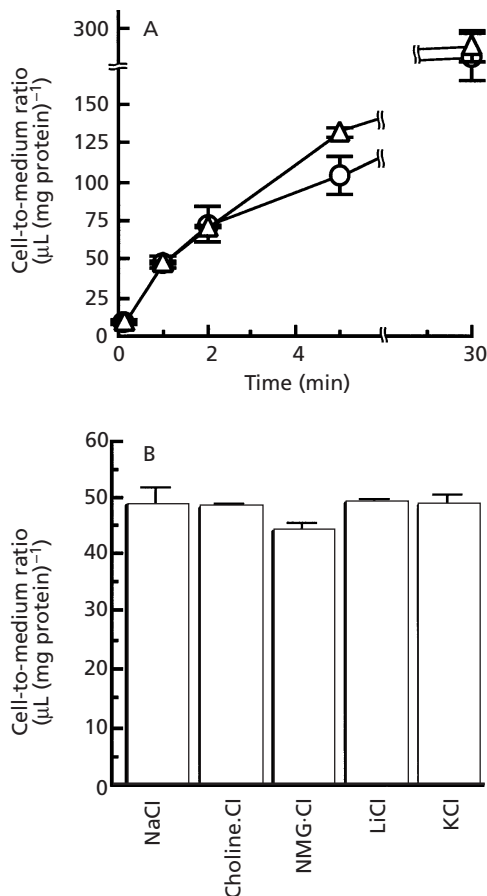 A
300
150
125
100
75
50
25
0
Cell-to-medium ratio
(μL (mg protein)⁻¹)
0
2
4
30
Time (min)
B
60
50
40
30
20
10
0
Cell-to-medium ratio
(μL (mg protein)⁻¹)
NaCl
Choline.Cl
NMG·Cl
LiCl
KCl